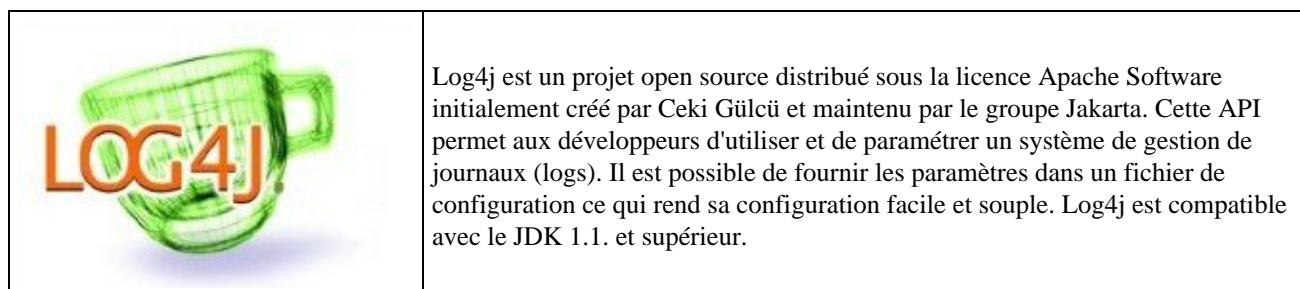 LOG4J
Log4j est un projet open source distribué sous la licence Apache Software
initialement créé par Ceki Gülcü et maintenu par le groupe Jakarta. Cette API
permet aux développeurs d'utiliser et de paramétrer un système de gestion de
journaux (logs). Il est possible de fournir les paramètres dans un fichier de
configuration ce qui rend sa configuration facile et souple. Log4j est compatible
avec le JDK 1.1. et supérieur.